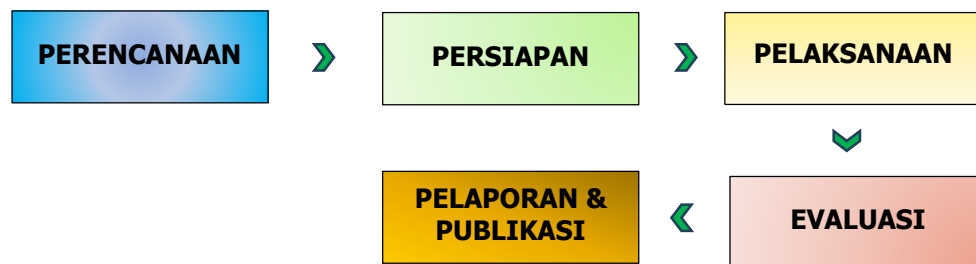 PERENCANAAN
PERSIAPAN
PELAKSANAAN
EVALUASI
PELAPORAN &
PUBLIKASI